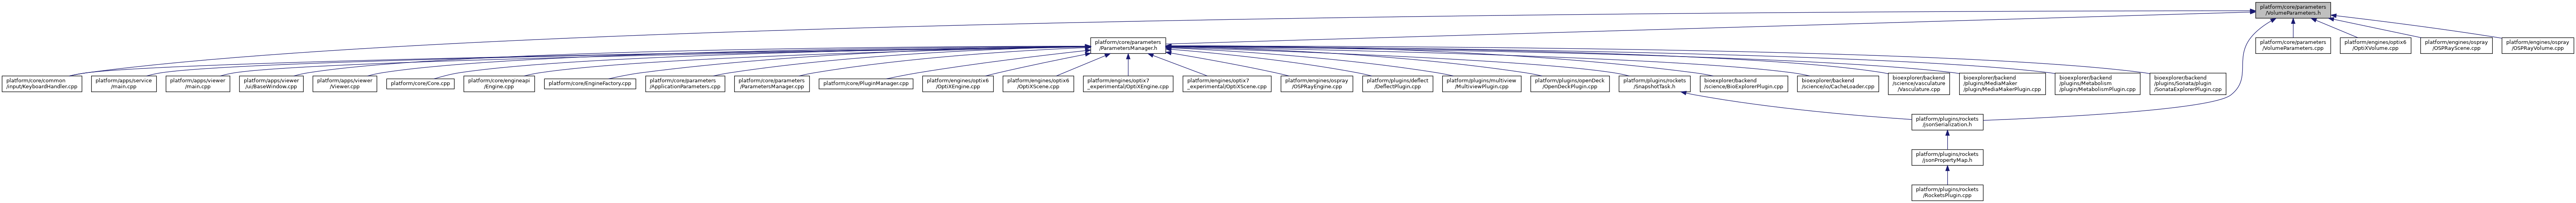 platform/core/parameters
/VolumeParameters.h
platform/core/parameters
/ParametersManager.h
platform/core/parameters
/VolumeParameters.cpp
platform/engines/optix6
/OptiXVolume.cpp
platform/engines/ospray
/OSPRayScene.cpp
platform/engines/ospray
/OSPRayVolume.cpp
platform/core/common
/input/KeyboardHandler.cpp
platform/apps/service
/main.cpp
platform/apps/viewer
/main.cpp
platform/apps/viewer
/ui/BaseWindow.cpp
platform/apps/viewer
/Viewer.cpp
platform/core/Core.cpp
platform/core/engineapi
/Engine.cpp
platform/core/EngineFactory.cpp
platform/core/parameters
/ApplicationParameters.cpp
platform/core/parameters
/ParametersManager.cpp
platform/core/PluginManager.cpp
platform/engines/optix6
/OptiXEngine.cpp
platform/engines/optix6
/OptiXScene.cpp
platform/engines/optix7
_experimental/OptiXEngine.cpp
platform/engines/optix7
_experimental/OptiXScene.cpp
platform/engines/ospray
/OSPRayEngine.cpp
platform/plugins/deflect
/DeflectPlugin.cpp
platform/plugins/multiview
/MultiviewPlugin.cpp
platform/plugins/openDeck
/OpenDeckPlugin.cpp
platform/plugins/rockets
/SnapshotTask.h
bioexplorer/backend
/science/BioExplorerPlugin.cpp
bioexplorer/backend
/science/io/CacheLoader.cpp
bioexplorer/backend
/science/vasculature
/Vasculature.cpp
bioexplorer/backend
/plugins/MediaMaker
/plugin/MediaMakerPlugin.cpp
bioexplorer/backend
/plugins/Metabolism
/plugin/MetabolismPlugin.cpp
bioexplorer/backend
/plugins/Sonata/plugin
/SonataExplorerPlugin.cpp
platform/plugins/rockets
/jsonSerialization.h
platform/plugins/rockets
/jsonPropertyMap.h
platform/plugins/rockets
/RocketsPlugin.cpp